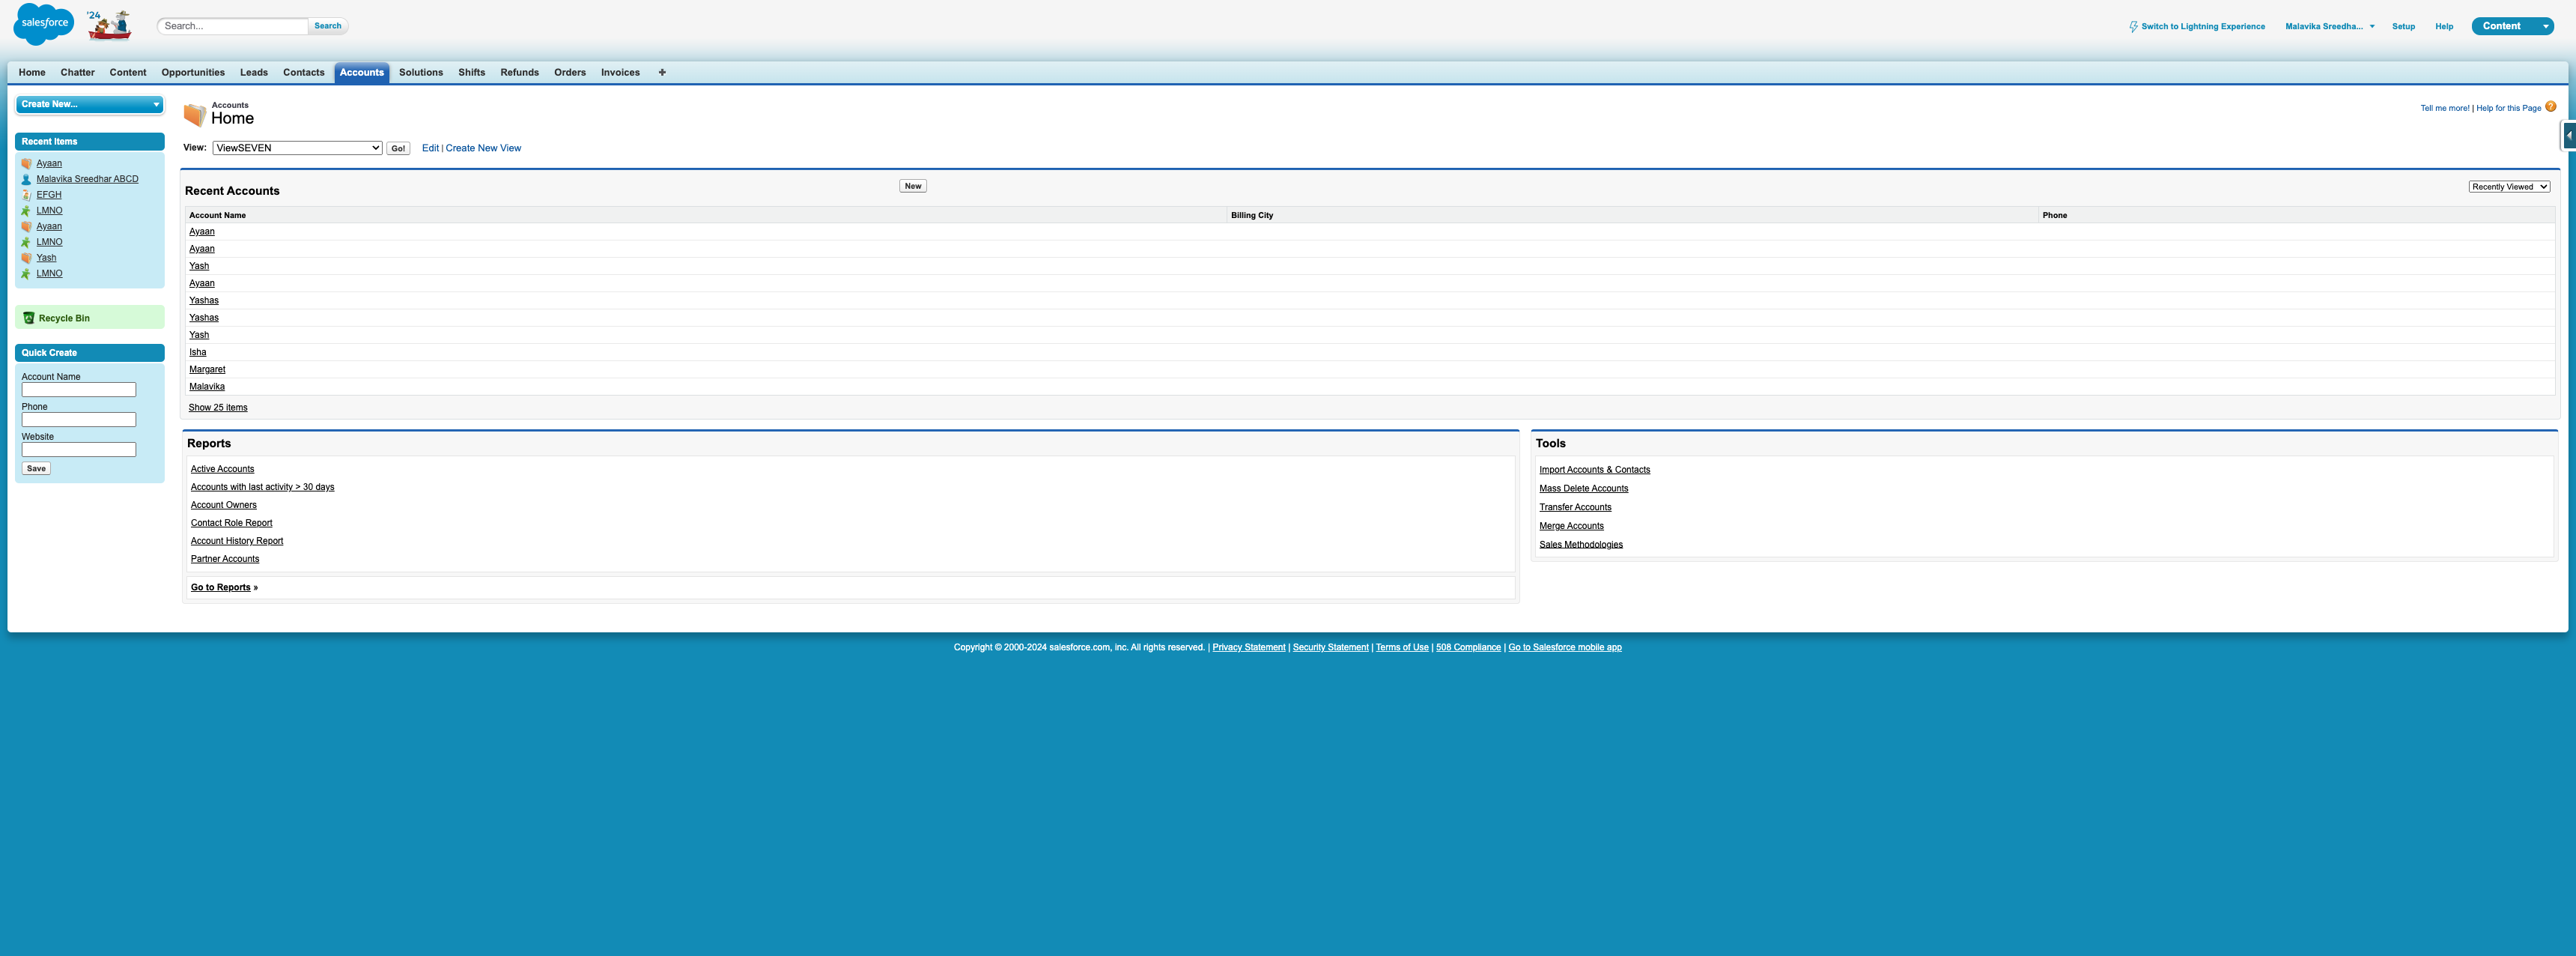 salesforce
'24
Search...
Search
Switch to Lightning Experience
Malavika Sreedha...
Setup
Help
Content
Home
Chatter
Content
Opportunities
Leads
Contacts
Accounts
Solutions
Shifts
Refunds
Orders
Invoices
+
Create New...
Recent Items
Ayaan
Malavika Sreedhar ABCD
EFGH
LMNO
Ayaan
LMNO
Yash
LMNO
Recycle Bin
Quick Create
Account Name
Phone
Website
Save
Accounts
Home
Tell me more! | Help for this Page ?
View: ViewSEVEN Go! Edit | Create New View
Recent Accounts
New
Recently Viewed
Account Name Billing City Phone
Ayaan
Ayaan
Yash
Ayaan
Yashas
Yashas
Yash
Isha
Margaret
Malavika
Show 25 items
Reports
Active Accounts
Accounts with last activity > 30 days
Account Owners
Contact Role Report
Account History Report
Partner Accounts
Go to Reports »
Tools
Import Accounts & Contacts
Mass Delete Accounts
Transfer Accounts
Merge Accounts
Sales Methodologies
Copyright © 2000-2024 salesforce.com, inc. All rights reserved. | Privacy Statement | Security Statement | Terms of Use | 508 Compliance | Go to Salesforce mobile app